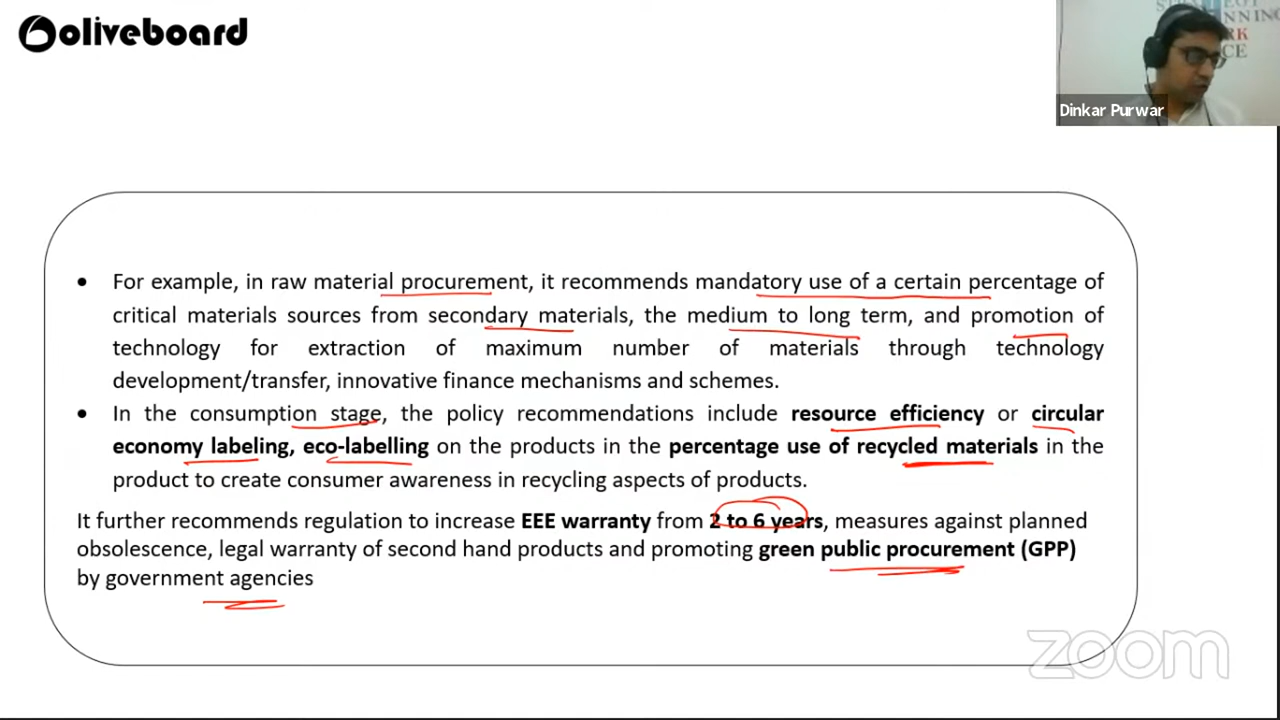 oliveboard
STRATEGY
NNING
RK
CE
Dinkar Purwar
• For example, in raw material procurement, it recommends mandatory use of a certain percentage of
critical materials sources from secondary materials, the medium to long term, and promotion of
technology for extraction of maximum number of materials through technology
development/transfer, innovative finance mechanisms and schemes.
• In the consumption stage, the policy recommendations include resource efficiency or circular
economy labeling, eco-labelling on the products in the percentage use of recycled materials in the
product to create consumer awareness in recycling aspects of products.
It further recommends regulation to increase EEE warranty from 2 to 6 years, measures against planned
obsolescence, legal warranty of second hand products and promoting green public procurement (GPP)
by government agencies
zoom